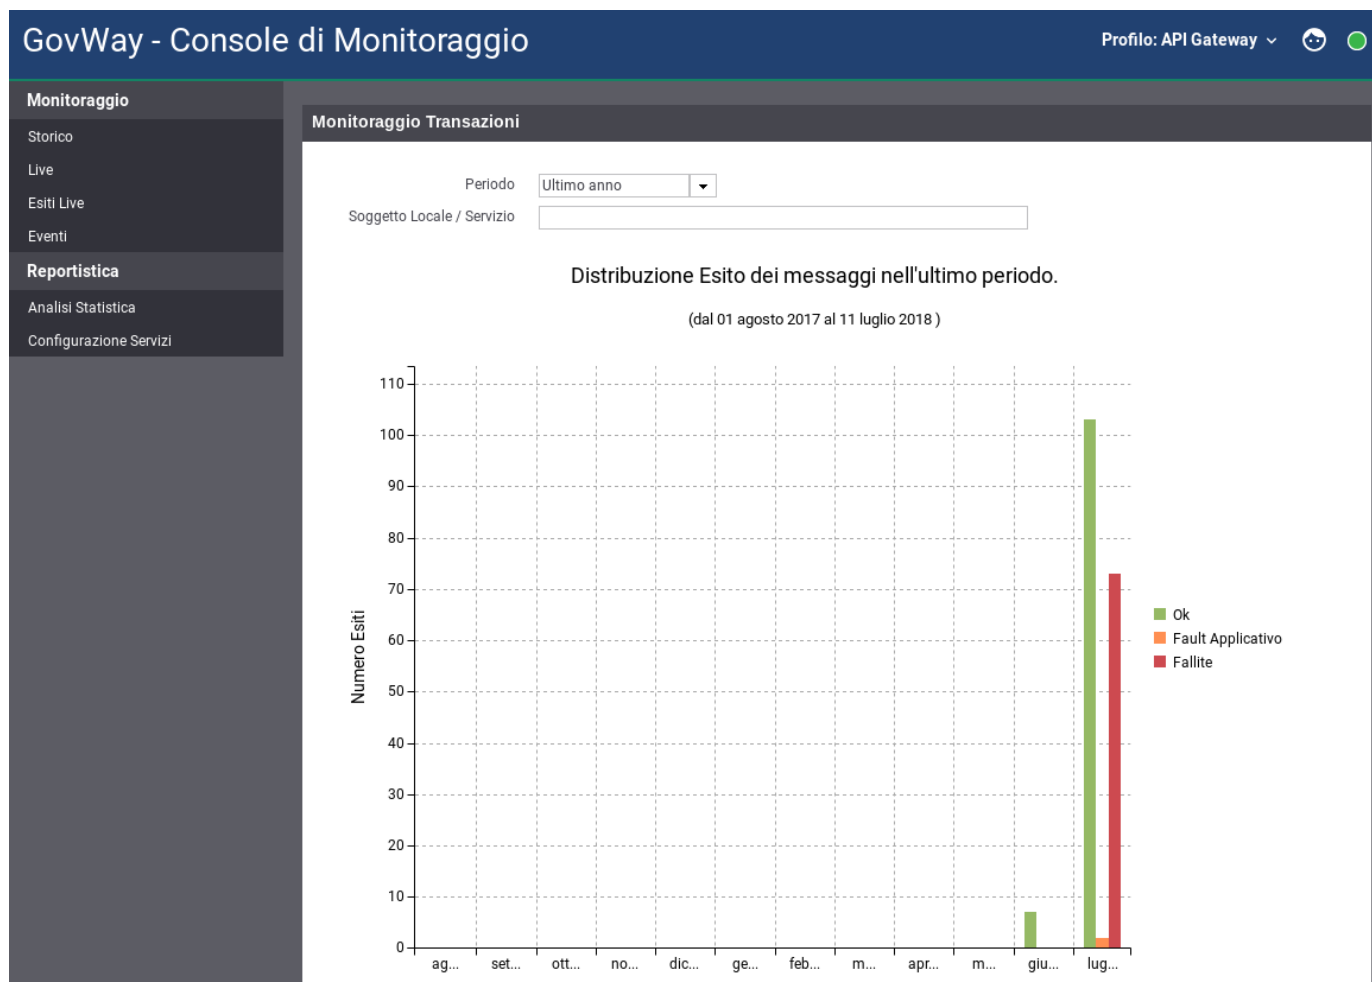 GovWay - Console di Monitoraggio
Profilo: API Gateway
Monitoraggio
Storico
Live
Esiti Live
Eventi
Reportistica
Analisi Statistica
Configurazione Servizi
Monitoraggio Transazioni
Periodo
Ultimo anno
Soggetto Locale / Servizio
Distribuzione Esito dei messaggi nell'ultimo periodo.
(dal 01 agosto 2017 al 11 luglio 2018 )
Numero Esiti
110
100
90
80
70
60
50
40
30
20
10
0
ag... set... ott... no... dic... ge... feb... m... apr... m... giu... lug...
Ok
Fault Applicativo
Fallite